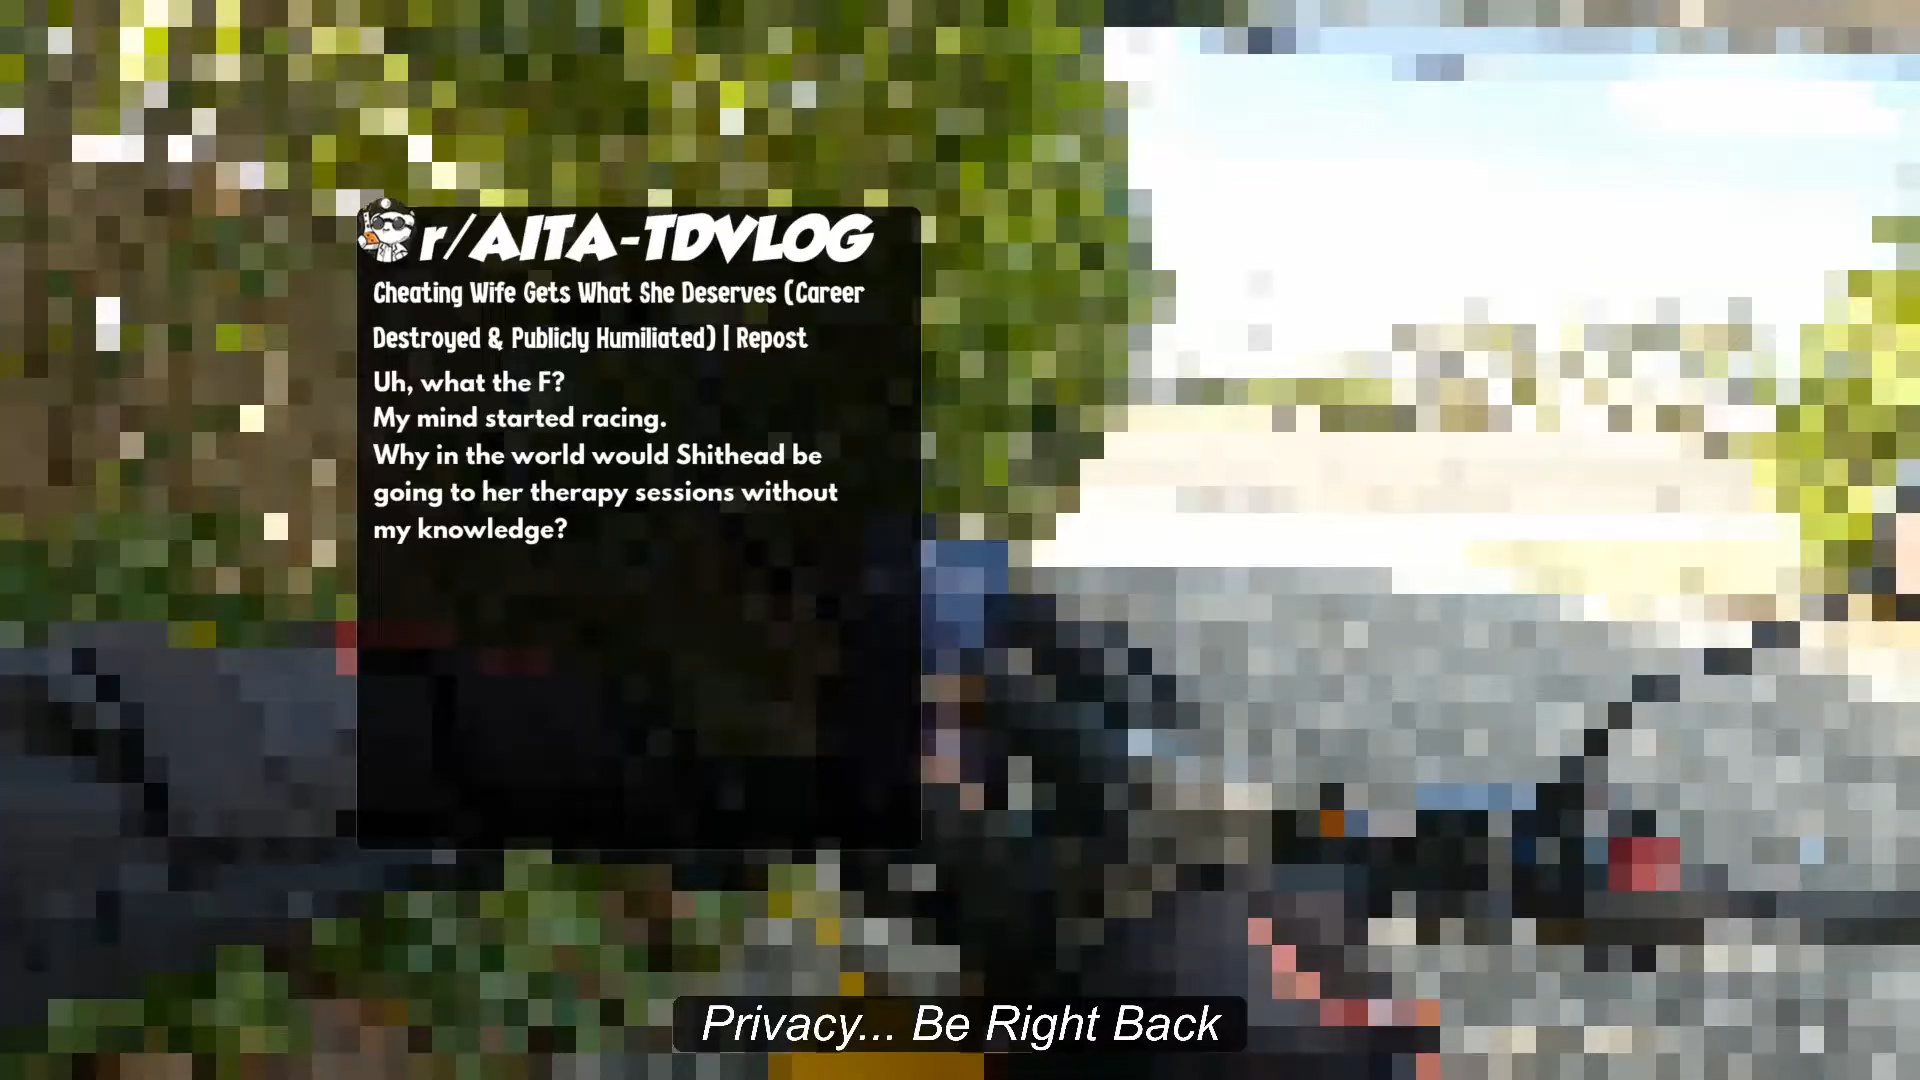 r/AITA-TDVLOG
Cheating Wife Gets What She Deserves (Career
Destroyed & Publicly Humiliated) | Repost
Uh, what the F?
My mind started racing.
Why in the world would Shithead be
going to her therapy sessions without
my knowledge?
Privacy... Be Right Back